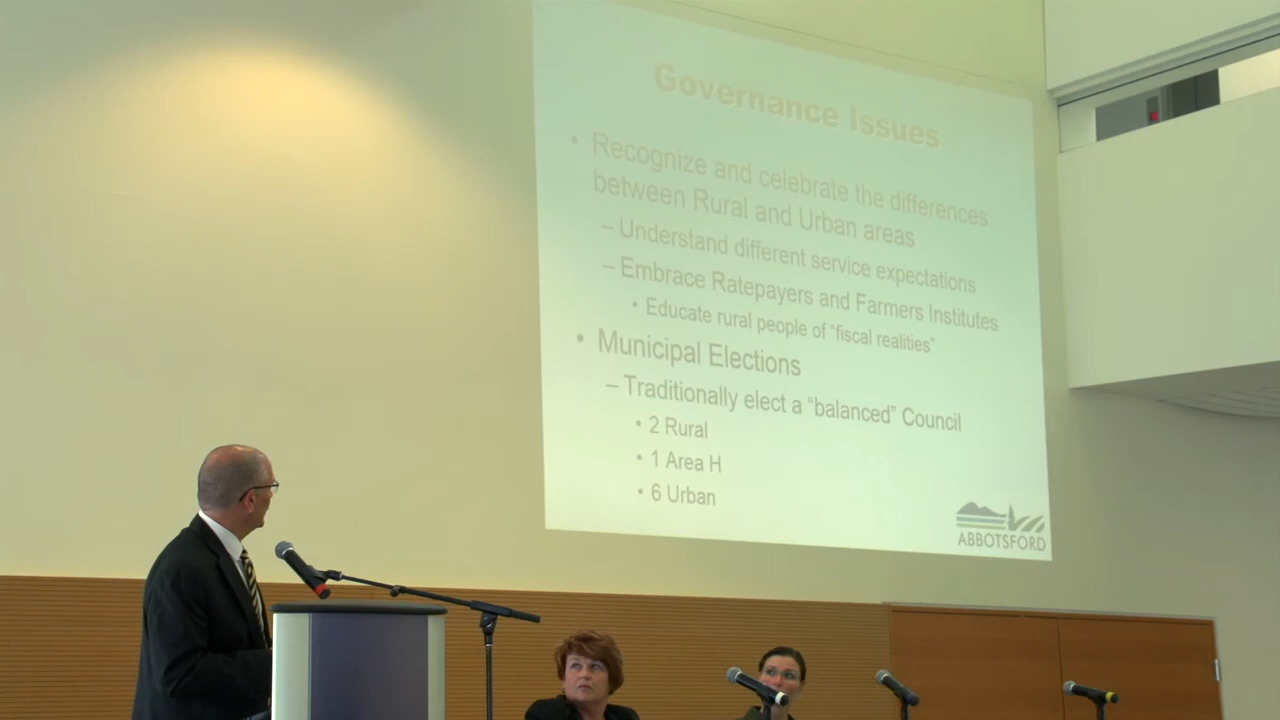 Governance Issues
• Recognize and celebrate the differences
between Rural and Urban areas
– Understand different service expectations
– Embrace Ratepayers and Farmers Institutes
• Educate rural people of "fiscal realities"
• Municipal Elections
– Traditionally elect a "balanced" Council
• 2 Rural
• 1 Area H
• 6 Urban
ABBOTSFORD